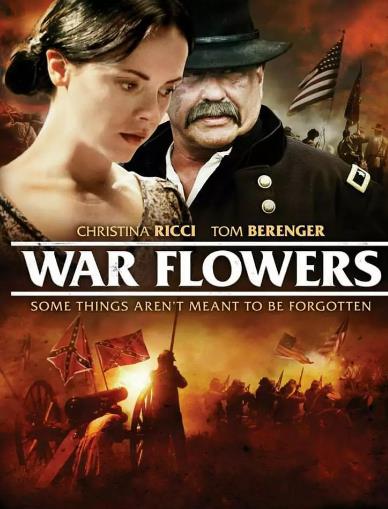 CHRISTINA RICCI TOM BERENGER
WAR FLOWERS
SOME THINGS AREN'T MEANT TO BE FORGOTTEN